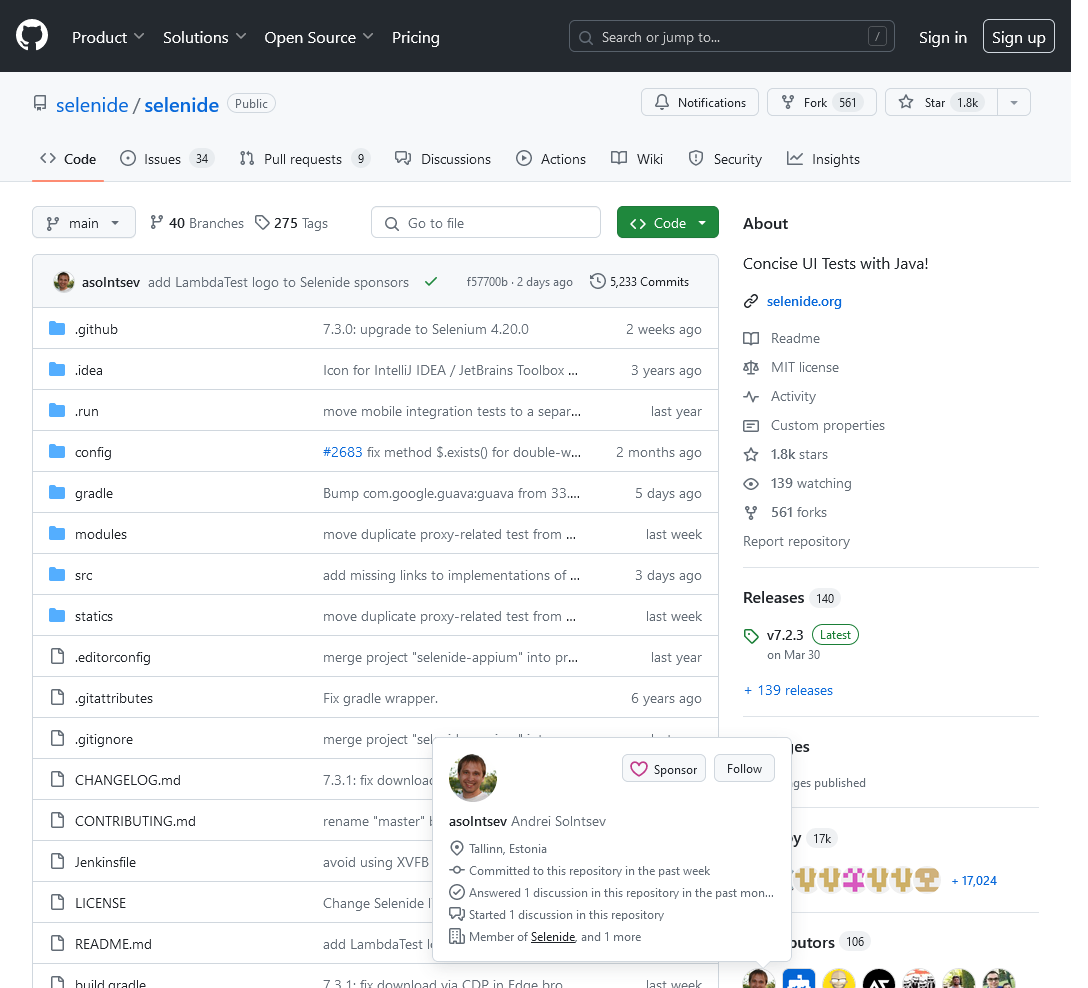 Product Solutions Open Source Pricing Search or jump to... / Sign in Sign up
selenide / selenide Public Notifications Fork 561 Star 1.8k
Code Issues 34 Pull requests 9 Discussions Actions Wiki Security Insights
main 40 Branches 275 Tags Go to file Code
asolntsev add LambdaTest logo to Selenide sponsors f57700b · 2 days ago 5,233 Commits
.github 7.3.0: upgrade to Selenium 4.20.0 2 weeks ago
.idea Icon for IntelliJ IDEA / JetBrains Toolbox ... 3 years ago
.run move mobile integration tests to a separ... last year
config #2683 fix method $.exists() for double-w... 2 months ago
gradle Bump com.google.guava:guava from 33.... 5 days ago
modules move duplicate proxy-related test from ... last week
src add missing links to implementations of ... 3 days ago
statics move duplicate proxy-related test from ... last week
.editorconfig merge project "selenide-appium" into pr... last year
.gitattributes Fix gradle wrapper. 6 years ago
.gitignore merge project "sel
CHANGELOG.md 7.3.1: fix download
CONTRIBUTING.md rename "master"
Jenkinsfile avoid using XVFB
LICENSE Change Selenide
README.md add LambdaTest
build.gradle 7.3.1: fix download via CDP in Edge bro... last week
About
Concise UI Tests with Java!
selenide.org
Readme
MIT license
Activity
Custom properties
1.8k stars
139 watching
561 forks
Report repository
Releases 140
v7.2.3 Latest
on Mar 30
+ 139 releases
ges
ges published
y 17k
+ 17,024
butors 106
Sponsor Follow
asolntsev Andrei Solntsev
Tallinn, Estonia
Committed to this repository in the past week
Answered 1 discussion in this repository in the past mon...
Started 1 discussion in this repository
Member of Selenide, and 1 more